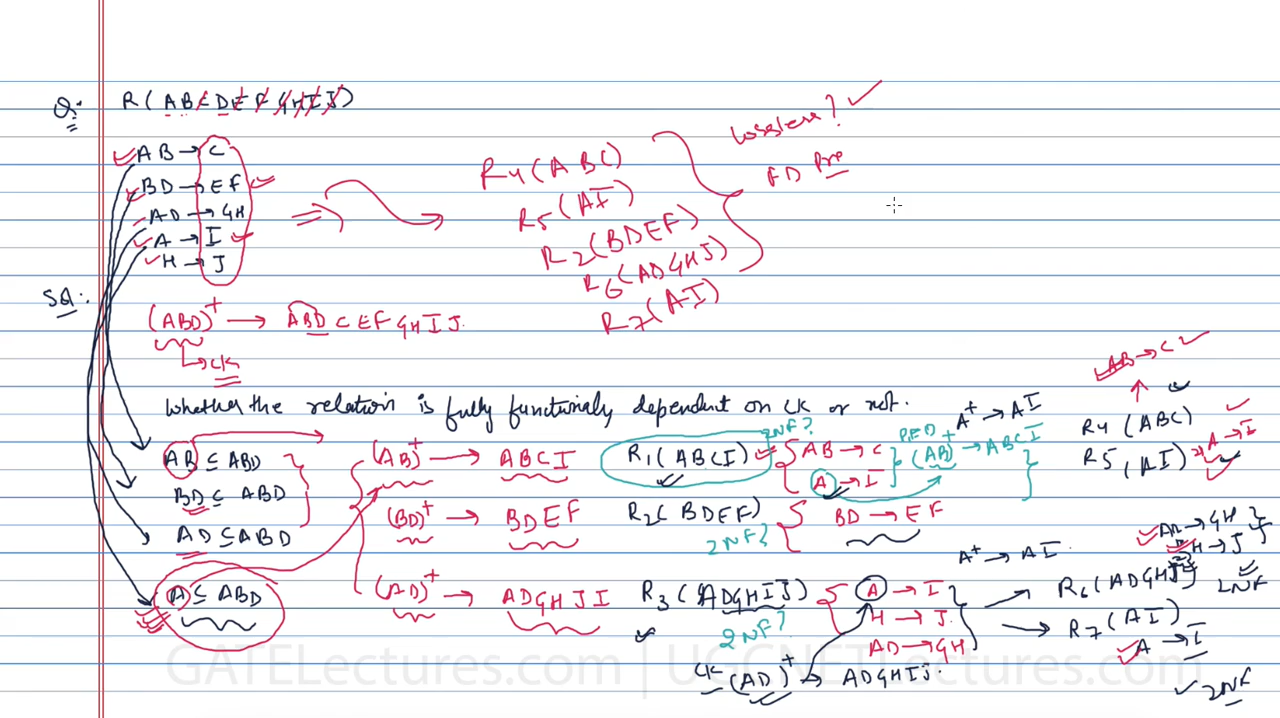 Q: R(ABCDEFGHIJ)
AB → C
BD → EF
AD → GH
A → I
H → J
⇒
R4(ABC)
R5(AI)
R2(BDEF)
R6(ADGHJ)
R7(AI)
Lossless? ✓
FD Pre
Sol:
(ABD)+ → ABDCEFGHIJ.
CK
Whether the relation is fully functionaly dependent on CK or not.
AB ⊆ ABD
BD ⊆ ABD
AD ⊆ ABD
A ⊆ ABD
(AB)+ → ABCI
(BD)+ → BDEF
(AD)+ → ADGHJI
R1(ABCI) 2NF?
AB → C
A → I
PFD
(AB)+ → ABCI
A+ → AI
R2(BDEF)
2NF?
BD → EF
R3(ADGHIJ)
2NF?
A → I
H → J.
AD → GH
CK (AD)+ → ADGHIJ.
A+ → AI.
AB → C ✓
R4(ABC)
R5(AI)
A → I
AD → GH
H → J
R6(ADGHJ)
2NF
R7(AI)
A → I
✓ 2NF
GATELectures.com | UGCNETLectures.com